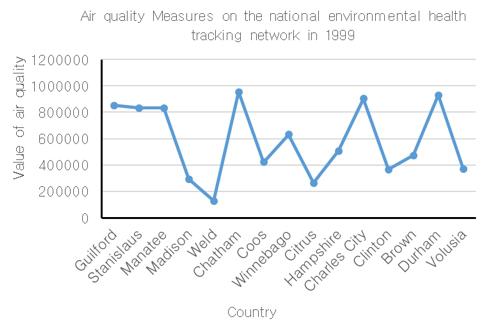 Air quality Measures on the national environmental health
tracking network in 1999
Value of air quality
1200000
1000000
800000
600000
400000
200000
0
Guilford
Stanislaus
Manatee
Madison
Weld
Chatham
Coos
Winnebago
Citrus
Hampshire
Charles City
Clinton
Brown
Durham
Volusia
Country